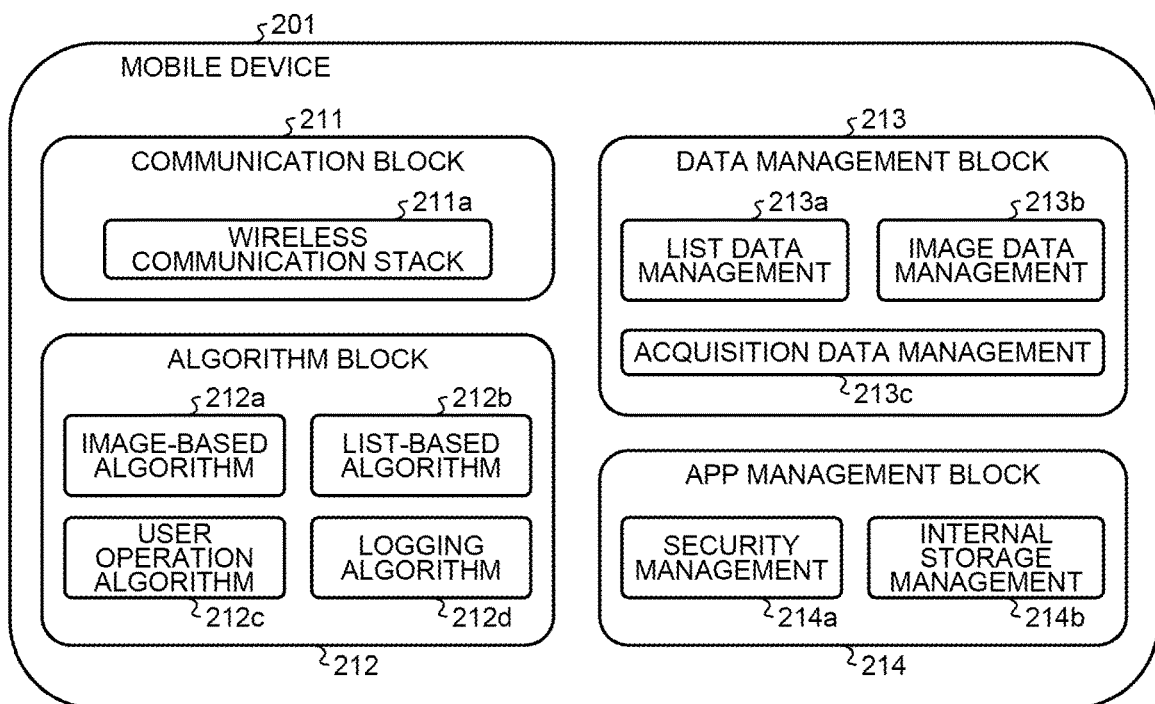 201
MOBILE DEVICE
211
COMMUNICATION BLOCK
211a
WIRELESS
COMMUNICATION STACK
ALGORITHM BLOCK
212a
IMAGE-BASED
ALGORITHM
212b
LIST-BASED
ALGORITHM
USER
OPERATION
ALGORITHM
212c
LOGGING
ALGORITHM
212d
212
213
DATA MANAGEMENT BLOCK
213a
LIST DATA
MANAGEMENT
213b
IMAGE DATA
MANAGEMENT
ACQUISITION DATA MANAGEMENT
213c
APP MANAGEMENT BLOCK
SECURITY
MANAGEMENT
214a
INTERNAL
STORAGE
MANAGEMENT
214b
214